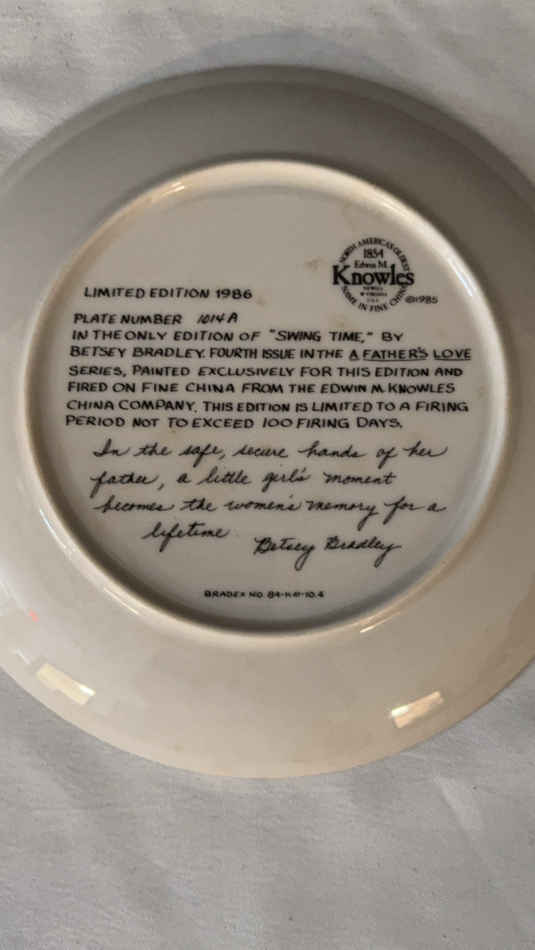 NORTH AMERICA'S OLDEST
1854
Edwin M.
Knowles
NAME IN FINE CHINA
©1985
LIMITED EDITION 1986
PLATE NUMBER 1014A
IN THE ONLY EDITION OF "SWING TIME," BY
BETSEY BRADLEY. FOURTH ISSUE IN THE A FATHER'S LOVE
SERIES, PAINTED EXCLUSIVELY FOR THIS EDITION AND
FIRED ON FINE CHINA FROM THE EDWIN M. KNOWLES
CHINA COMPANY. THIS EDITION IS LIMITED TO A FIRING
PERIOD NOT TO EXCEED 100 FIRING DAYS.
In the safe, secure hands of her
father, a little girl's moment
becomes the women's memory for a
lifetime.
Betsey Bradley
BRADEX NO. 84-K41-10.4